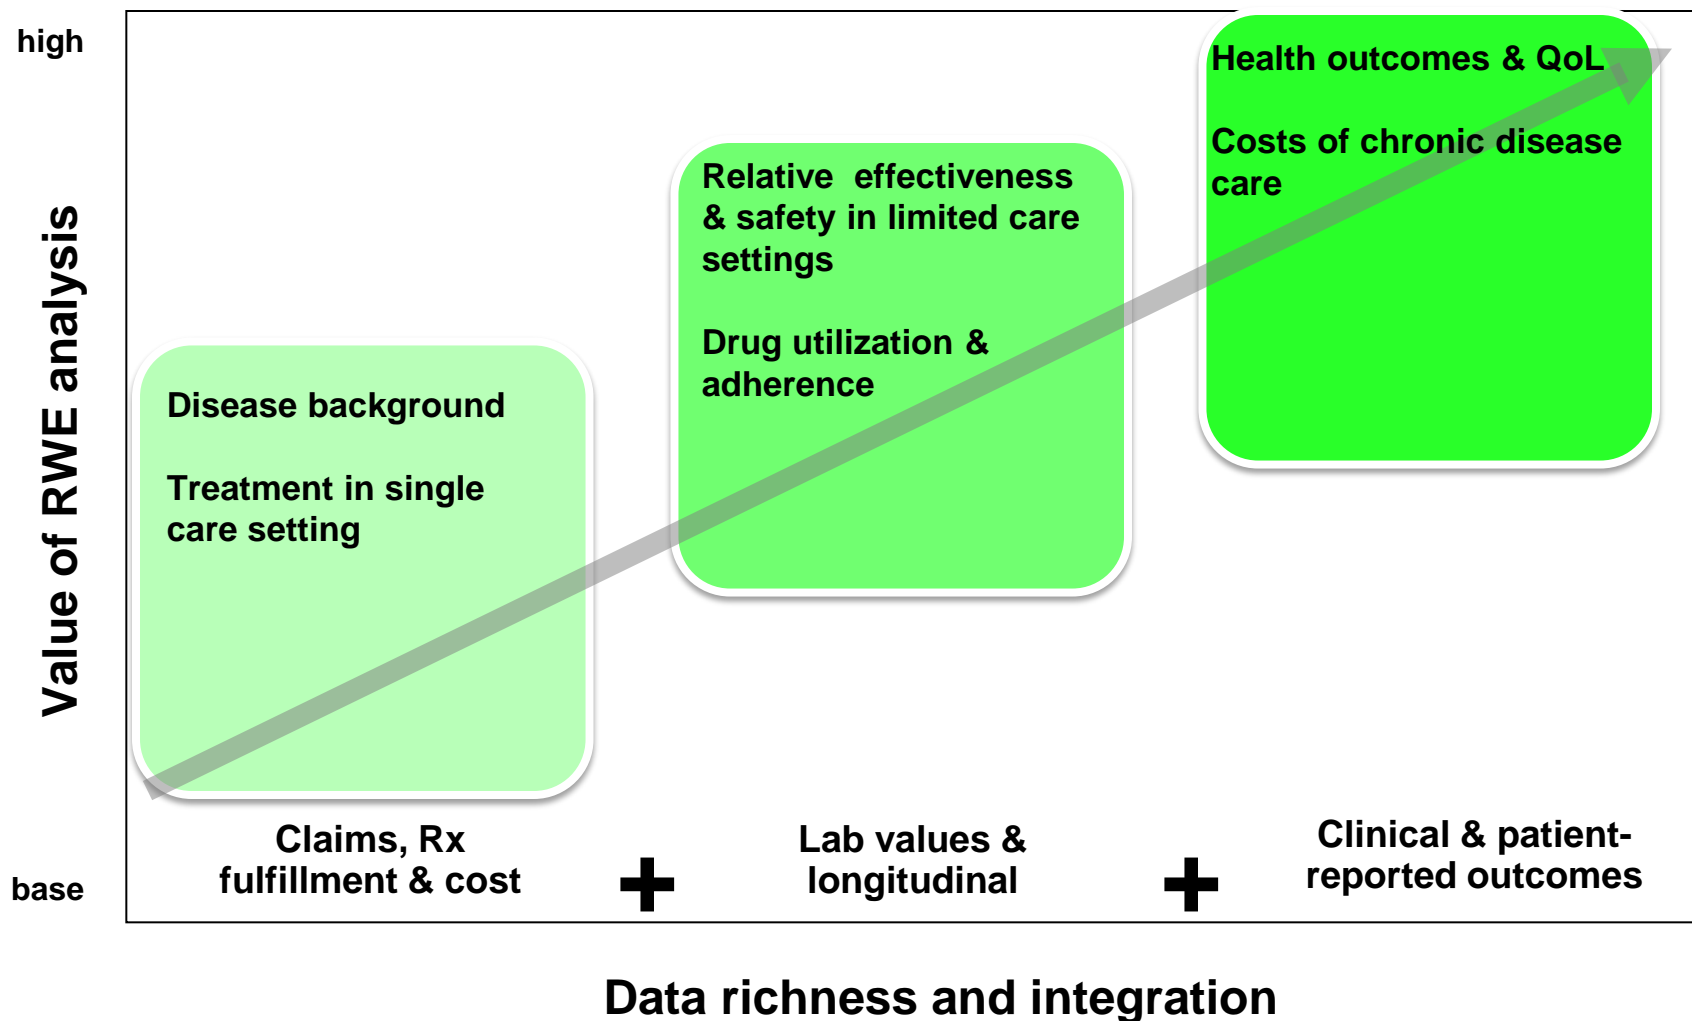 high
Value of RWE analysis
base
Disease background
Treatment in single
care setting
Relative effectiveness
& safety in limited care
settings
Drug utilization &
adherence
Health outcomes & QoL
Costs of chronic disease
care
Claims, Rx
fulfillment & cost
+
Lab values &
longitudinal
+
Clinical & patient-
reported outcomes
Data richness and integration